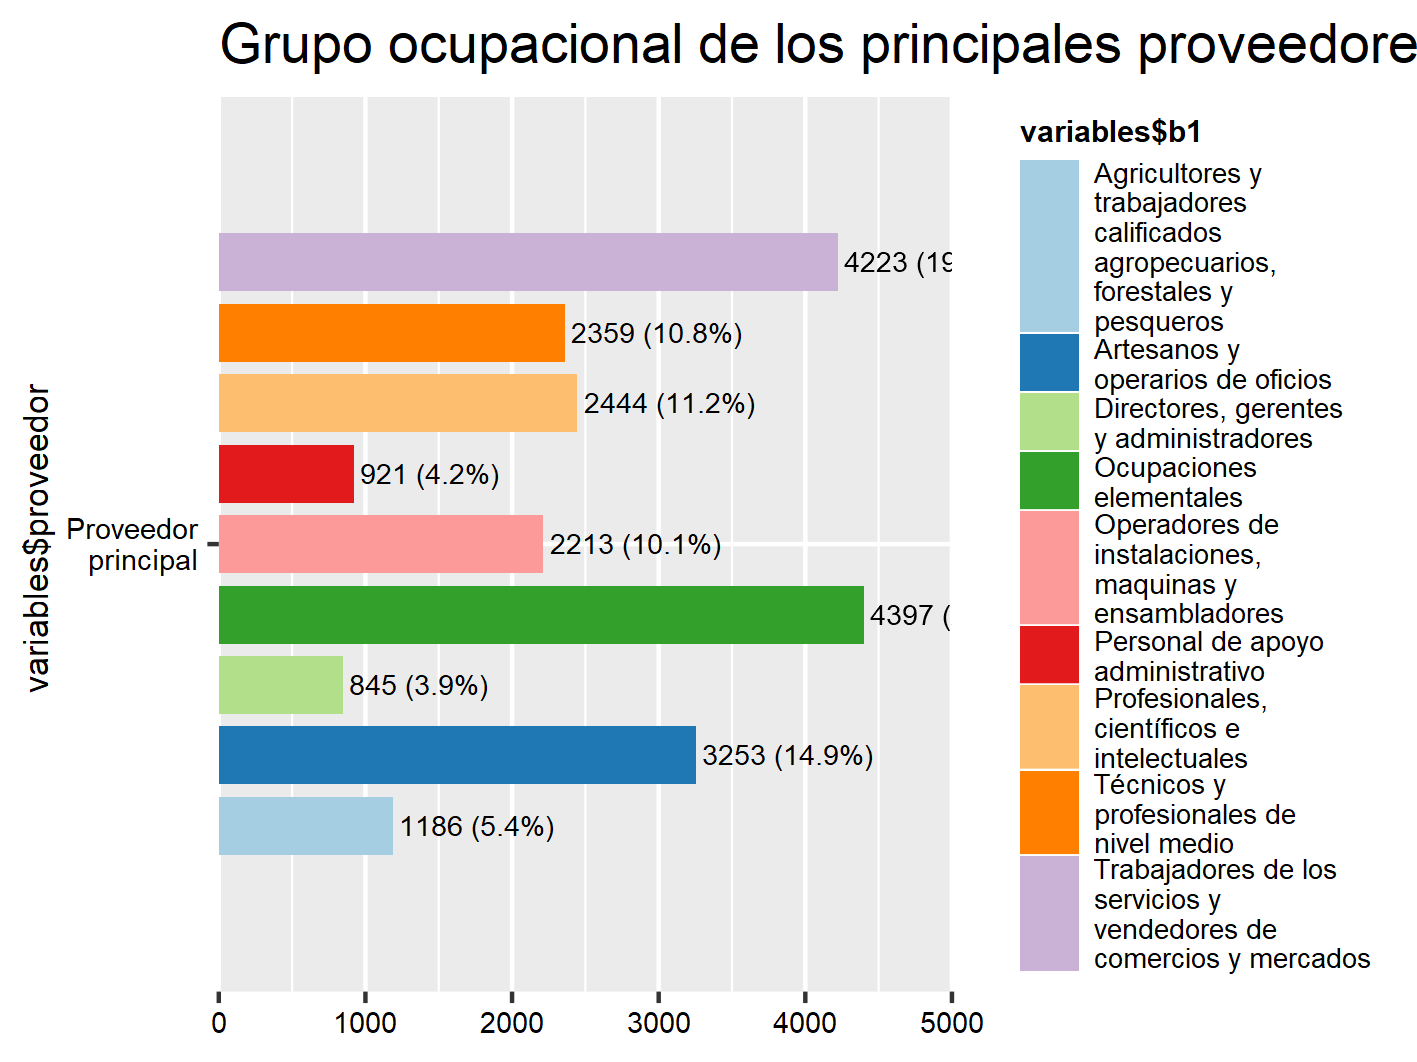 Grupo ocupacional de los principales proveedore
variables$proveedor
Proveedor
principal
4223 (19
2359 (10.8%)
2444 (11.2%)
921 (4.2%)
2213 (10.1%)
4397 (
845 (3.9%)
3253 (14.9%)
1186 (5.4%)
0 1000 2000 3000 4000 5000
variables$b1
Agricultores y
trabajadores
calificados
agropecuarios,
forestales y
pesqueros
Artesanos y
operarios de oficios
Directores, gerentes
y administradores
Ocupaciones
elementales
Operadores de
instalaciones,
maquinas y
ensambladores
Personal de apoyo
administrativo
Profesionales,
científicos e
intelectuales
Técnicos y
profesionales de
nivel medio
Trabajadores de los
servicios y
vendedores de
comercios y mercados